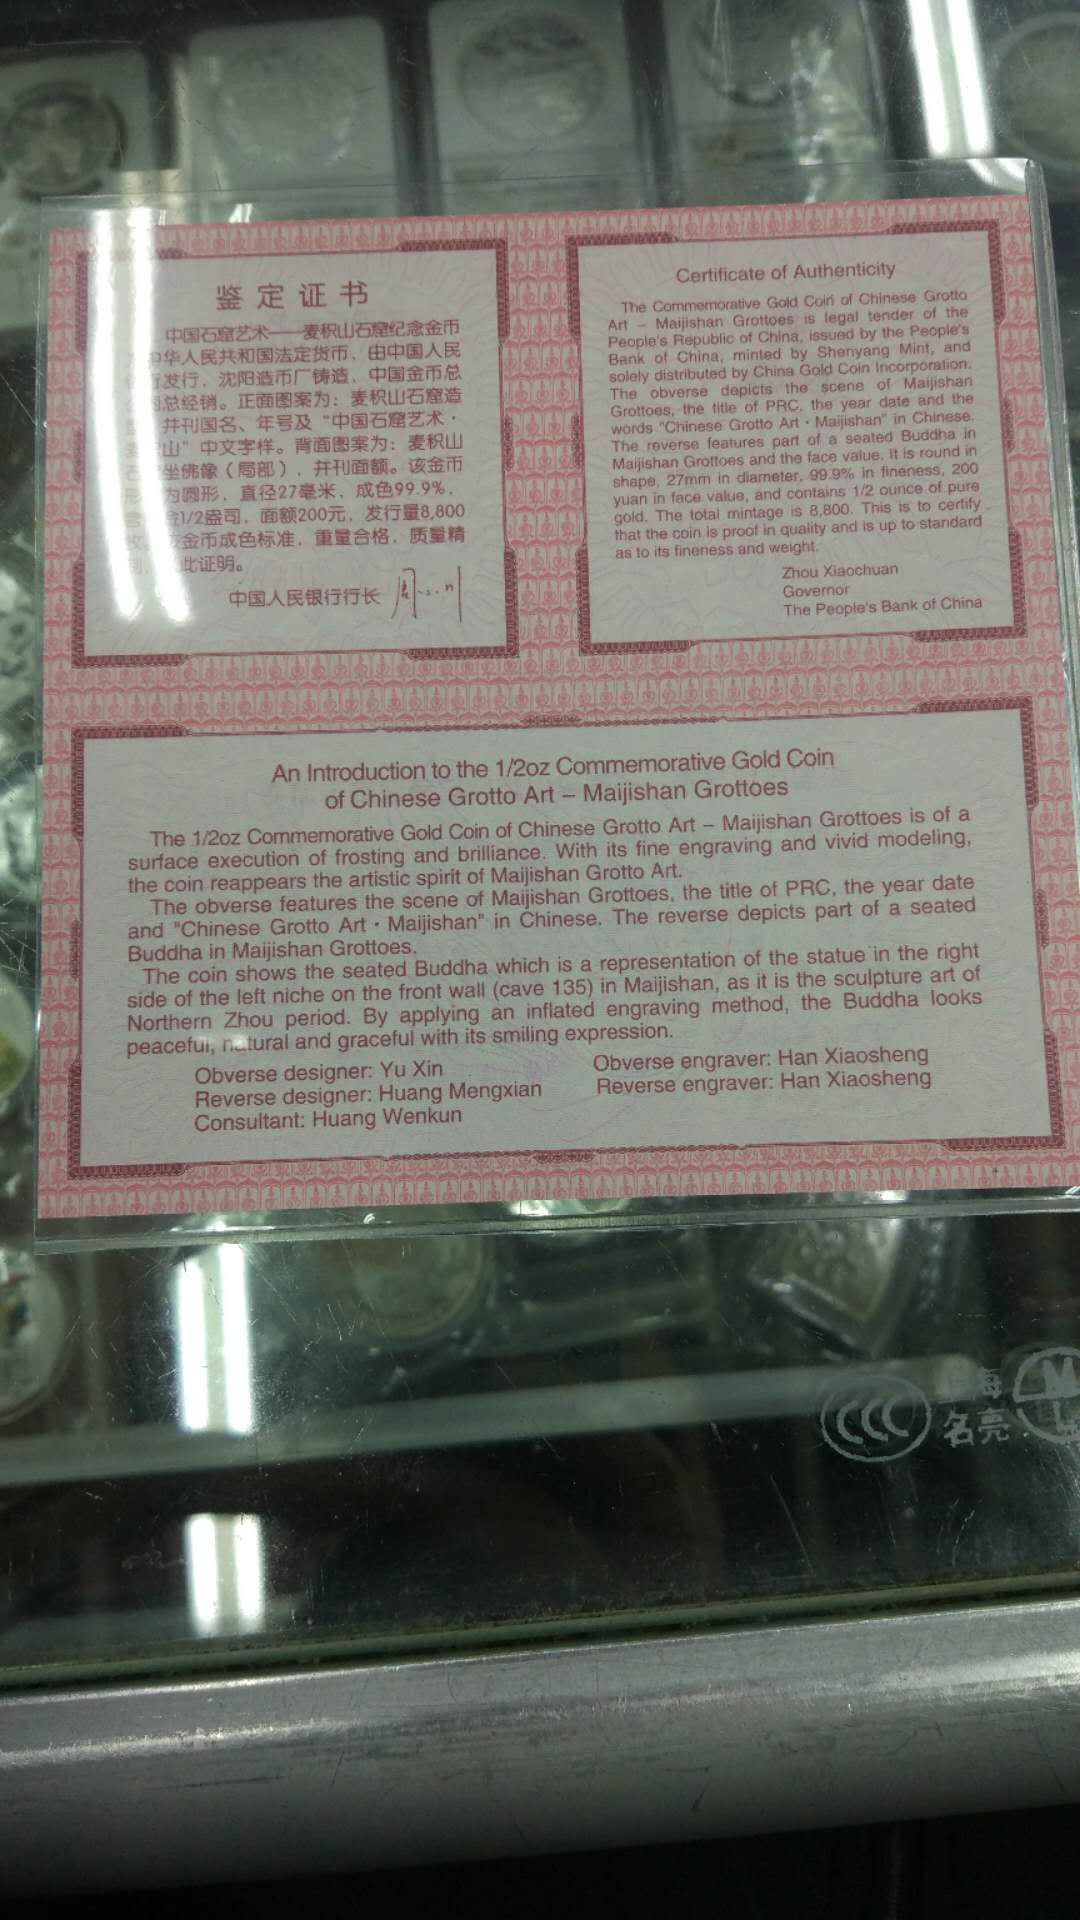 鉴定证书
中国石窟艺术——麦积山石窟纪念金币
中华人民共和国法定货币，由中国人民
行发行，沈阳造币厂铸造，中国金币总
总经销。正面图案为：麦积山石窟造
并刊国名、年号及“中国石窟艺术·
山”中文字样。背面图案为：麦积山
坐佛像（局部），并刊面额。该金币
为圆形，直径27毫米，成色99.9%，
金1/2盎司，面额200元，发行量8,800
该金币成色标准，重量合格，质量精
此证明。
中国人民银行行长
Certificate of Authenticity
The Commemorative Gold Coin of Chinese Grotto
Art – Maijishan Grottoes is legal tender of the
People's Republic of China, issued by the People's
Bank of China, minted by Shenyang Mint, and
solely distributed by China Gold Coin Incorporation.
The obverse depicts the scene of Maijishan
Grottoes, the title of PRC, the year date and the
words "Chinese Grotto Art · Maijishan" in Chinese.
The reverse features part of a seated Buddha in
Maijishan Grottoes and the face value. It is round in
shape, 27mm in diameter, 99.9% in fineness, 200
yuan in face value, and contains 1/2 ounce of pure
gold. The total mintage is 8,800. This is to certify
that the coin is proof in quality and is up to standard
as to its fineness and weight.
Zhou Xiaochuan
Governor
The People's Bank of China
An Introduction to the 1/2oz Commemorative Gold Coin
of Chinese Grotto Art – Maijishan Grottoes
The 1/2oz Commemorative Gold Coin of Chinese Grotto Art – Maijishan Grottoes is of a
surface execution of frosting and brilliance. With its fine engraving and vivid modeling,
the coin reappears the artistic spirit of Maijishan Grotto Art.
The obverse features the scene of Maijishan Grottoes, the title of PRC, the year date
and "Chinese Grotto Art · Maijishan" in Chinese. The reverse depicts part of a seated
Buddha in Maijishan Grottoes.
The coin shows the seated Buddha which is a representation of the statue in the right
side of the left niche on the front wall (cave 135) in Maijishan, as it is the sculpture art of
Northern Zhou period. By applying an inflated engraving method, the Buddha looks
peaceful, natural and graceful with its smiling expression.
Obverse designer: Yu Xin
Obverse engraver: Han Xiaosheng
Reverse designer: Huang Mengxian
Reverse engraver: Han Xiaosheng
Consultant: Huang Wenkun
CCC
名亮
M